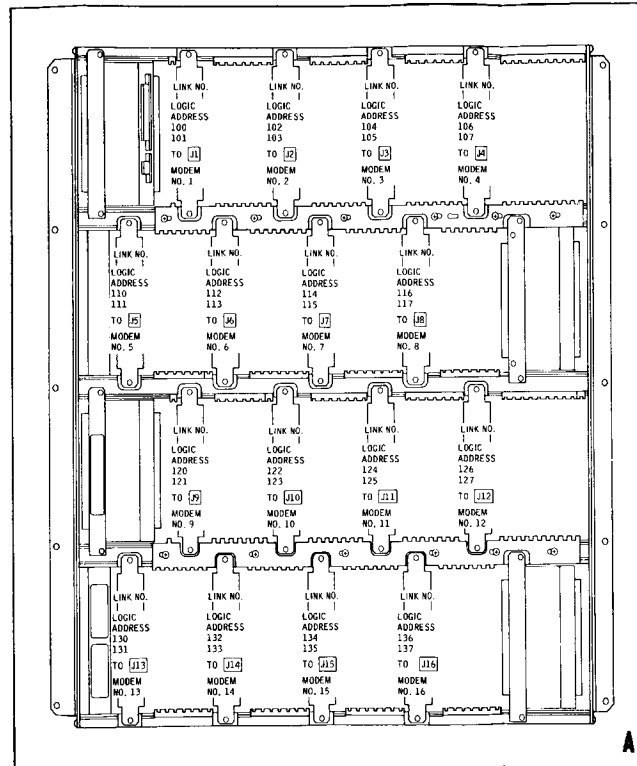 LINK NO.
LOGIC
ADDRESS
100
101
TO J1
MODEM
NO. 1
LINK NO.
LOGIC
ADDRESS
102
103
TO J2
MODEM
NO. 2
LINK NO.
LOGIC
ADDRESS
104
105
TO J3
MODEM
NO. 3
LINK NO.
LOGIC
ADDRESS
106
107
TO J4
MODEM
NO. 4
LINK NO.
LOGIC
ADDRESS
110
111
TO J5
MODEM
NO. 5
LINK NO.
LOGIC
ADDRESS
112
113
TO J6
MODEM
NO. 6
LINK NO.
LOGIC
ADDRESS
114
115
TO J7
MODEM
NO. 7
LINK NO.
LOGIC
ADDRESS
116
117
TO J8
MODEM
NO. 8
LINK NO.
LOGIC
ADDRESS
120
121
TO J9
MODEM
NO. 9
LINK NO.
LOGIC
ADDRESS
122
123
TO J10
MODEM
NO. 10
LINK NO.
LOGIC
ADDRESS
124
125
TO J11
MODEM
NO. 11
LINK NO.
LOGIC
ADDRESS
126
127
TO J12
MODEM
NO. 12
LINK NO.
LOGIC
ADDRESS
130
131
TO J13
MODEM
NO. 13
LINK NO.
LOGIC
ADDRESS
132
133
TO J14
MODEM
NO. 14
LINK NO.
LOGIC
ADDRESS
134
135
TO J15
MODEM
NO. 15
LINK NO.
LOGIC
ADDRESS
136
137
TO J16
MODEM
NO. 16
A